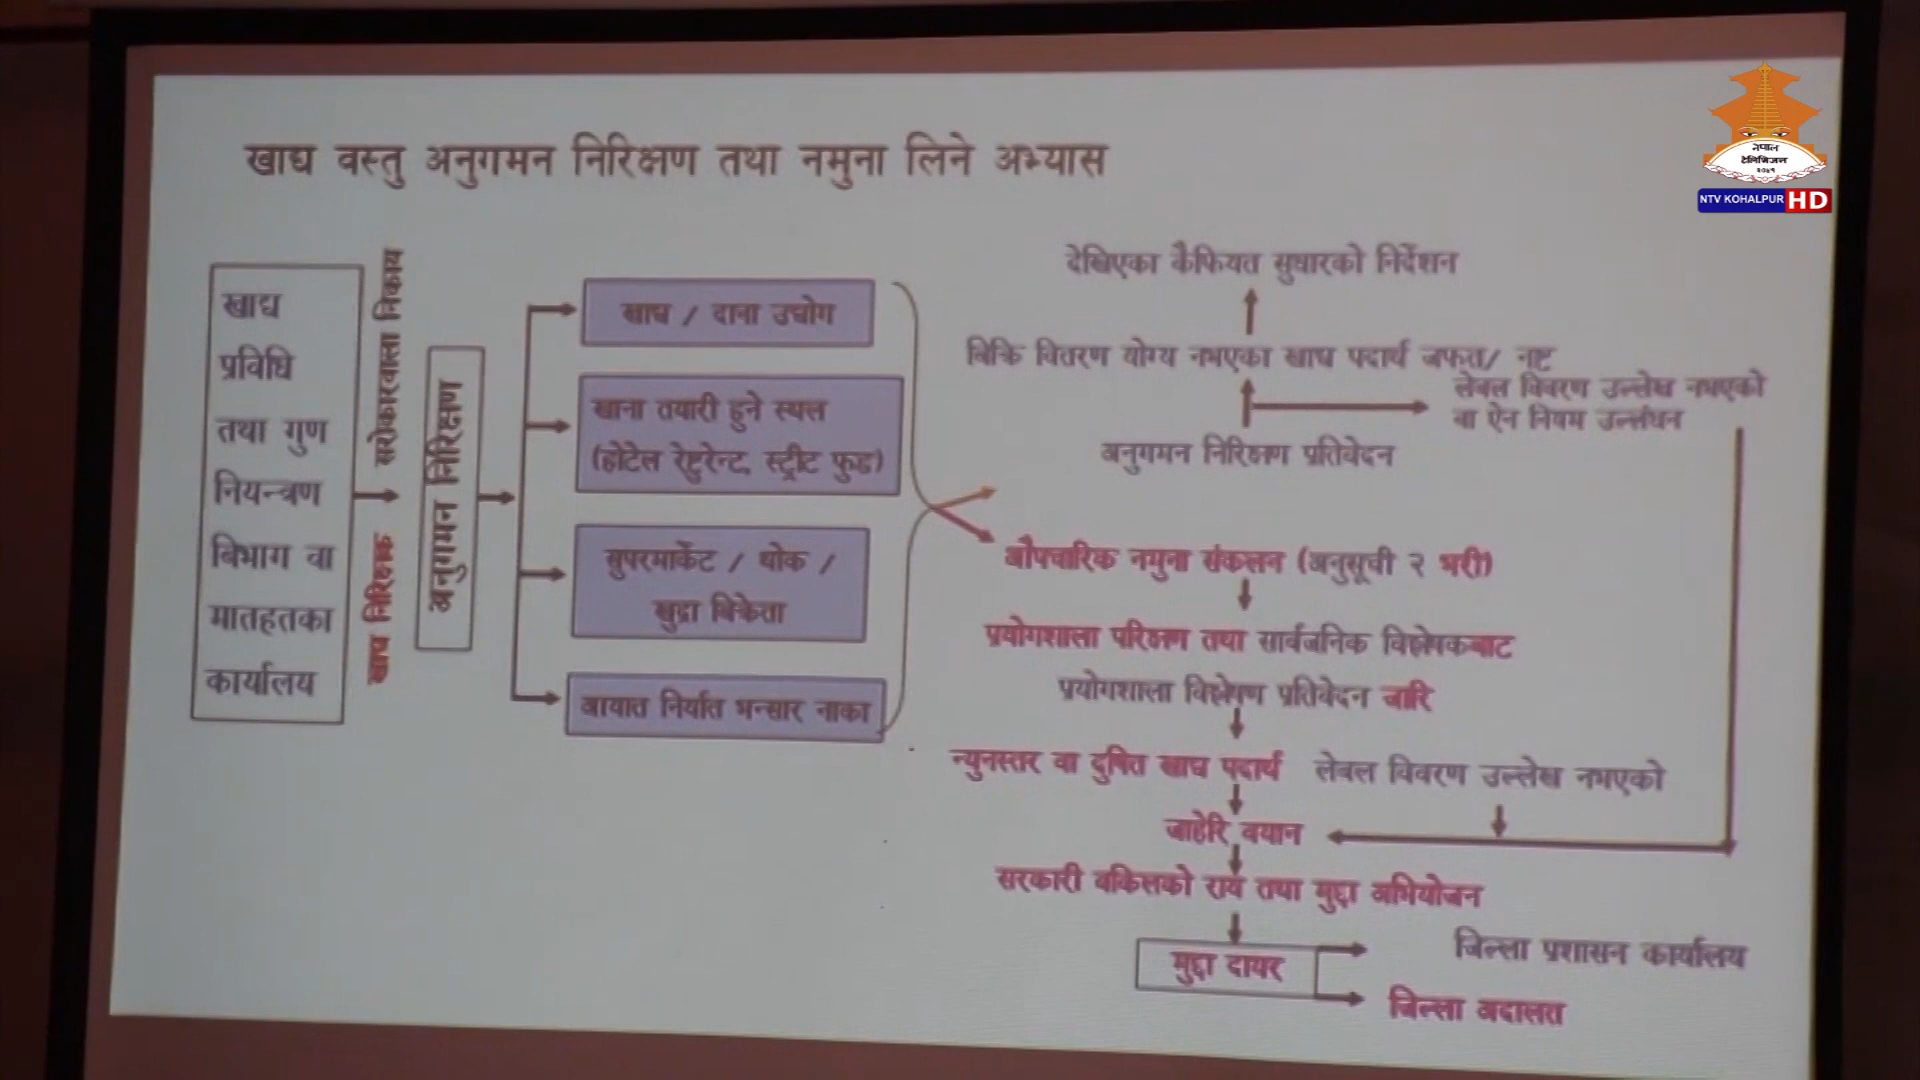 खाद्य वस्तु अनुगमन निरिक्षण तथा नमुना लिने अभ्यास
नेपाल
टेलिभिजन
२०४१
NTV KOHALPUR HD
खाद्य
प्रविधि
तथा गुण
नियन्त्रण
विभाग वा
मातहतका
कार्यालय
सरोकारवाला निकाय
खाद्य निरिक्षक
अनुगमन निरिक्षण
खाद्य / दाना उद्योग
खाना तयारी हुने स्थल
(होटेल रेष्टुरेन्ट, स्ट्रीट फुड)
सुपरमार्केट / थोक /
खुद्रा बिक्रेता
आयात निर्यात भन्सार नाका
देखिएका कैफियत सुधारको निर्देशन
बिक्रि वितरण योग्य नभएका खाद्य पदार्थ जफत/ नष्ट
लेबल विवरण उल्लेख नभएको
वा ऐन नियम उल्लंघन
अनुगमन निरिक्षण प्रतिवेदन
औपचारिक नमुना संकलन (अनुसूची २ भरी)
प्रयोगशाला परिक्षण तथा सार्वजनिक विश्लेषकबाट
प्रयोगशाला विश्लेषण प्रतिवेदन जारि
न्युनस्तर वा दुषित खाद्य पदार्थ
लेबल विवरण उल्लेख नभएको
जाहेरि बयान
सरकारी वकिलको राय तथा मुद्दा अभियोजन
मुद्दा दायर
जिल्ला प्रशासन कार्यालय
जिल्ला अदालत